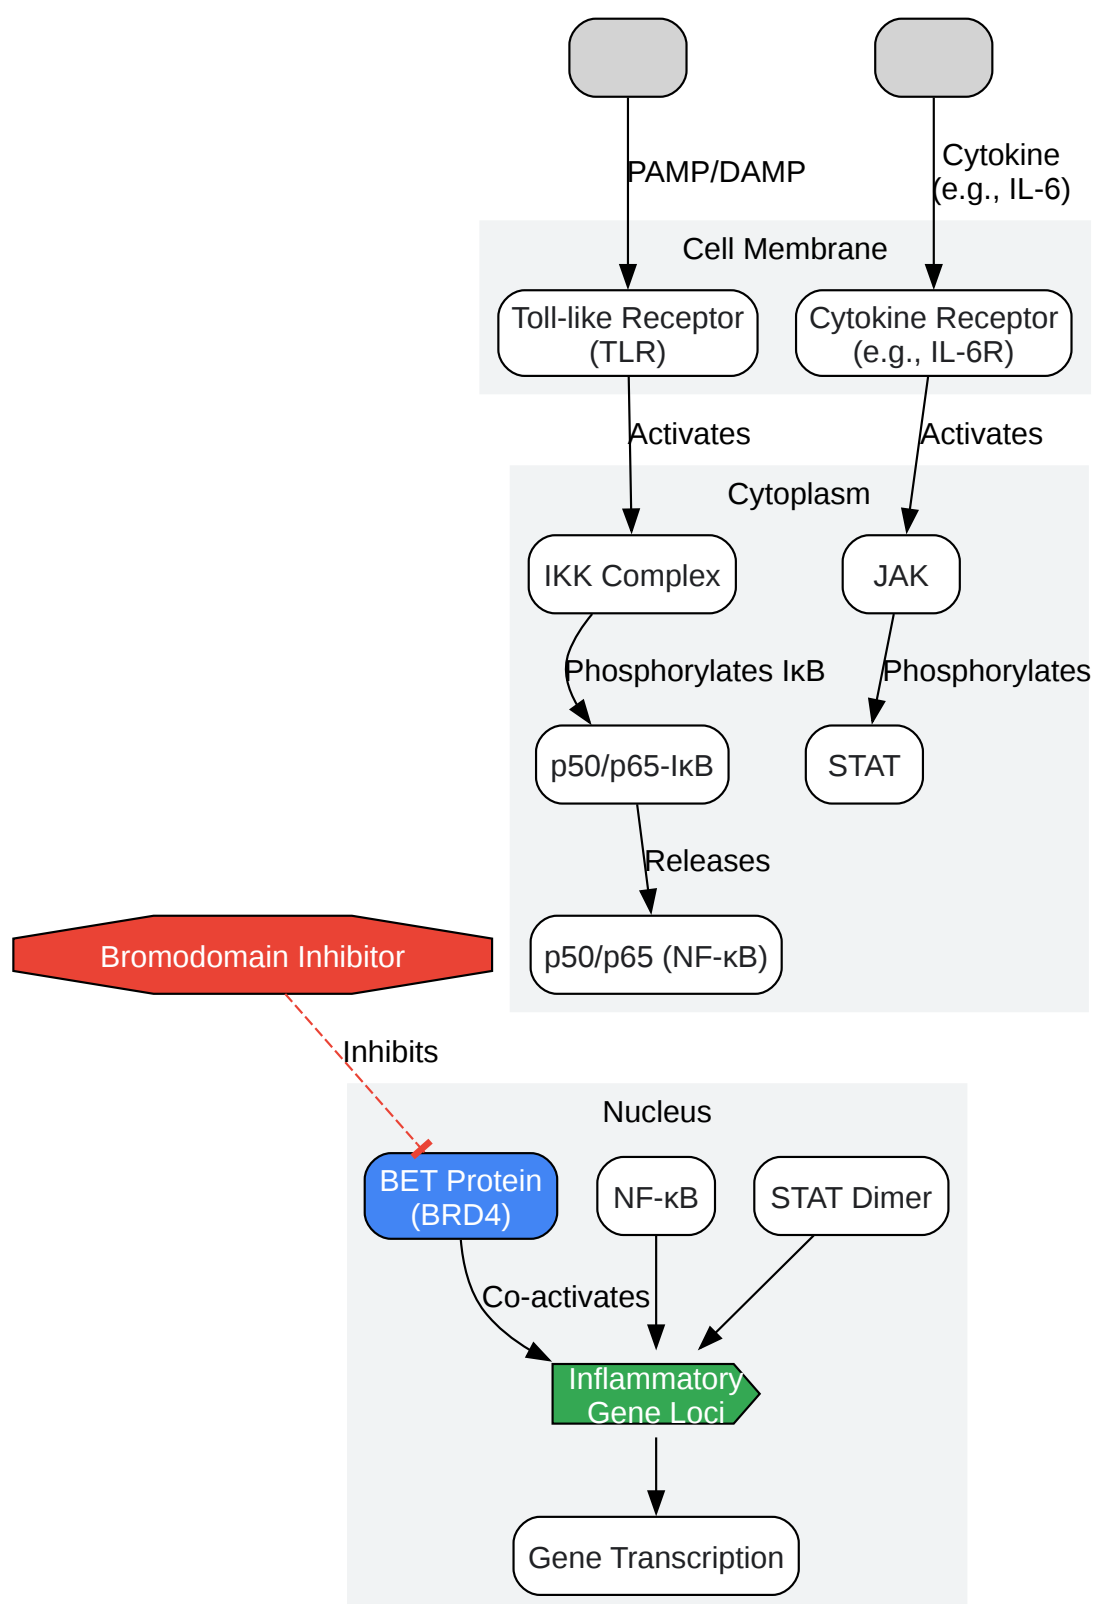 PAMP/DAMP
Cytokine
(e.g., IL-6)
Cell Membrane
Toll-like Receptor
(TLR)
Cytokine Receptor
(e.g., IL-6R)
Activates
Activates
Cytoplasm
IKK Complex
JAK
Phosphorylates IκB
Phosphorylates
p50/p65-IκB
STAT
Releases
Bromodomain Inhibitor
p50/p65 (NF-κB)
Inhibits
Nucleus
BET Protein
(BRD4)
NF-κB
STAT Dimer
Co-activates
Inflammatory
Gene Loci
Gene Transcription